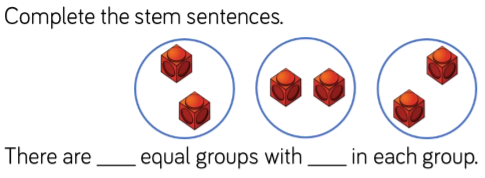 Complete the stem sentences.
There are ____ equal groups with ____ in each group.